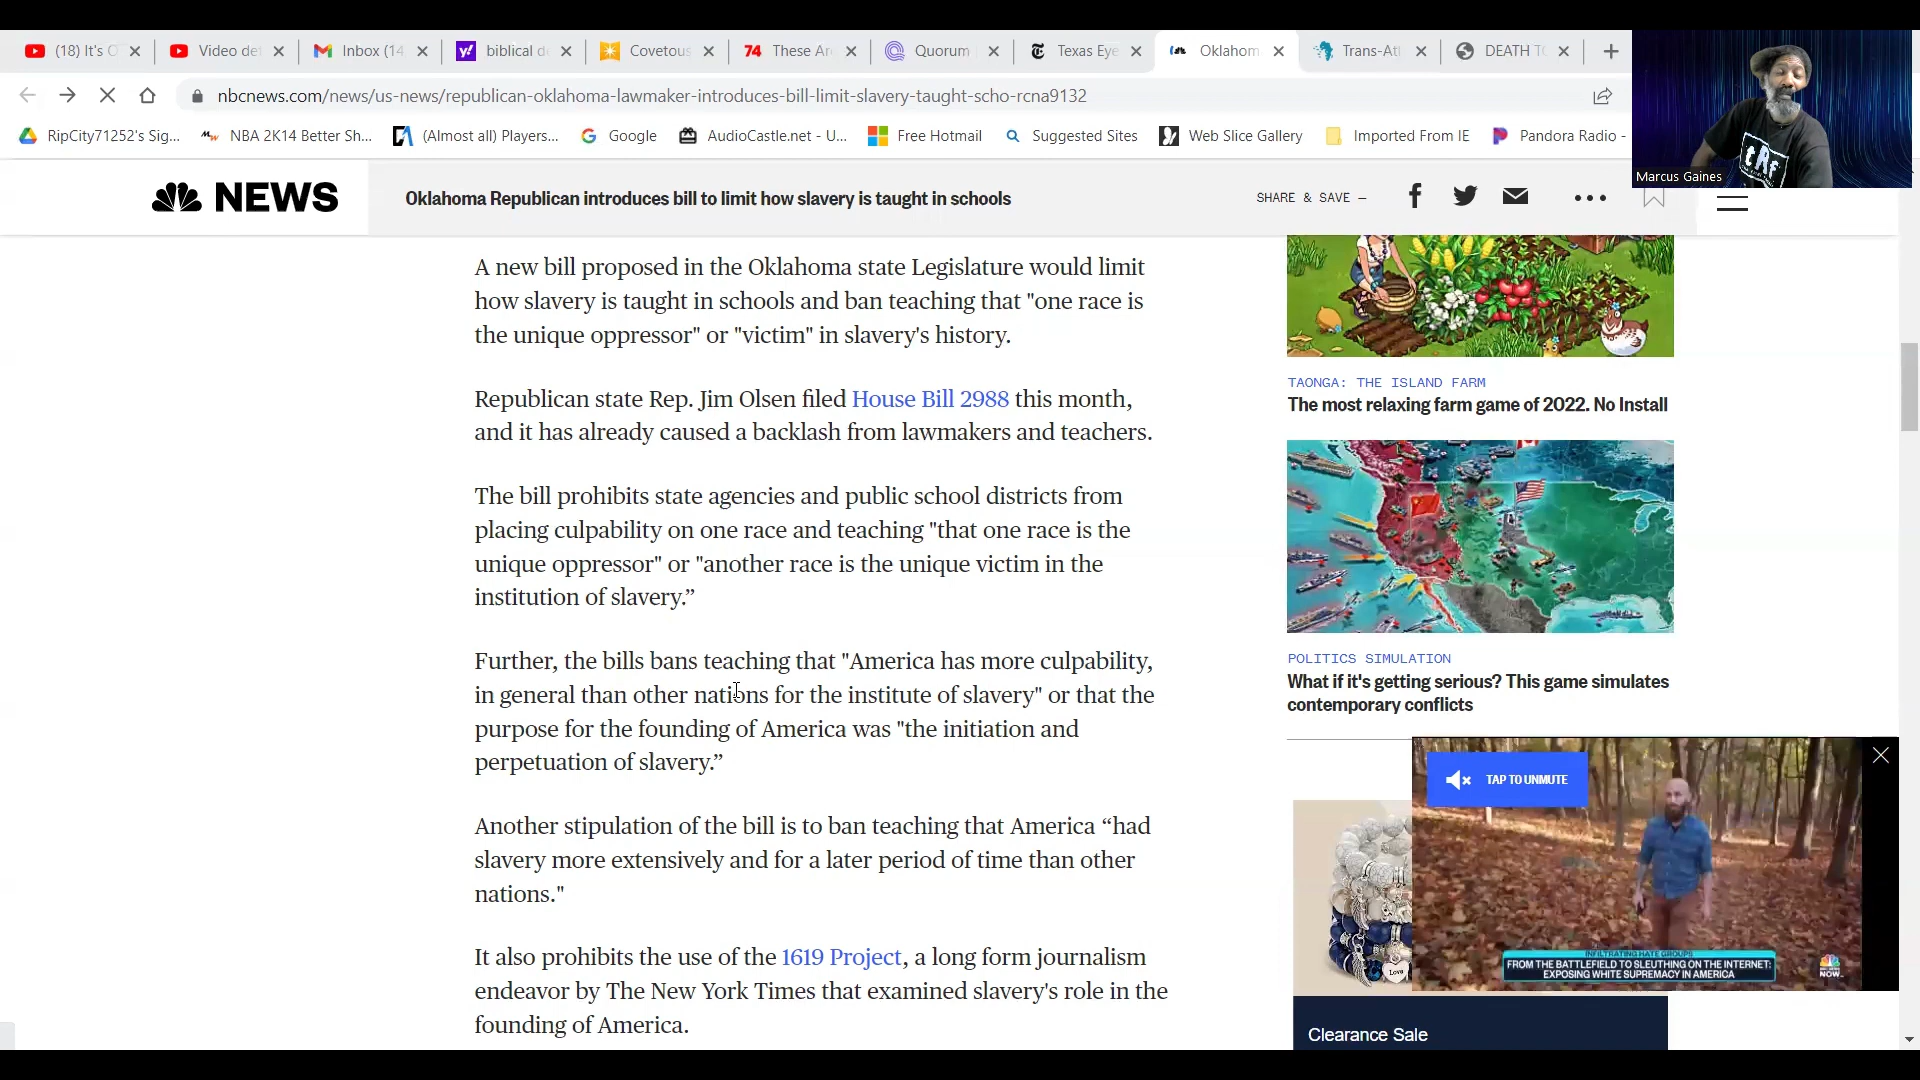 (18) It's O
Video de
Inbox (14
biblical d
Covetous
74 These Ar
Quorum
Texas Eye
Oklahom
Trans-Atl
DEATH TO
nbcnews.com/news/us-news/republican-oklahoma-lawmaker-introduces-bill-limit-slavery-taught-scho-rcna9132
RipCity71252's Sig...
NBA 2K14 Better Sh...
(Almost all) Players...
Google
AudioCastle.net - U...
Free Hotmail
Suggested Sites
Web Slice Gallery
Imported From IE
Pandora Radio -
Marcus Gaines
NEWS
Oklahoma Republican introduces bill to limit how slavery is taught in schools
SHARE & SAVE —
A new bill proposed in the Oklahoma state Legislature would limit
how slavery is taught in schools and ban teaching that "one race is
the unique oppressor" or "victim" in slavery's history.
Republican state Rep. Jim Olsen filed House Bill 2988 this month,
and it has already caused a backlash from lawmakers and teachers.
The bill prohibits state agencies and public school districts from
placing culpability on one race and teaching "that one race is the
unique oppressor" or "another race is the unique victim in the
institution of slavery.”
Further, the bills bans teaching that "America has more culpability,
in general than other nations for the institute of slavery" or that the
purpose for the founding of America was "the initiation and
perpetuation of slavery.”
Another stipulation of the bill is to ban teaching that America “had
slavery more extensively and for a later period of time than other
nations."
It also prohibits the use of the 1619 Project, a long form journalism
endeavor by The New York Times that examined slavery's role in the
founding of America.
TAONGA: THE ISLAND FARM
The most relaxing farm game of 2022. No Install
POLITICS SIMULATION
What if it's getting serious? This game simulates
contemporary conflicts
TAP TO UNMUTE
INFILTRATING HATE GROUPS
FROM THE BATTLEFIELD TO SLEUTHING ON THE INTERNET:
EXPOSING WHITE SUPREMACY IN AMERICA
NOW
Love
Clearance Sale